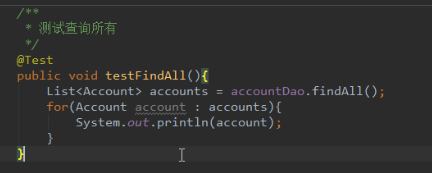 /**
* 测试查询所有
*/
@Test
public void testFindAll(){
List<Account> accounts = accountDao.findAll();
for(Account account : accounts){
System.out.println(account);
}
}